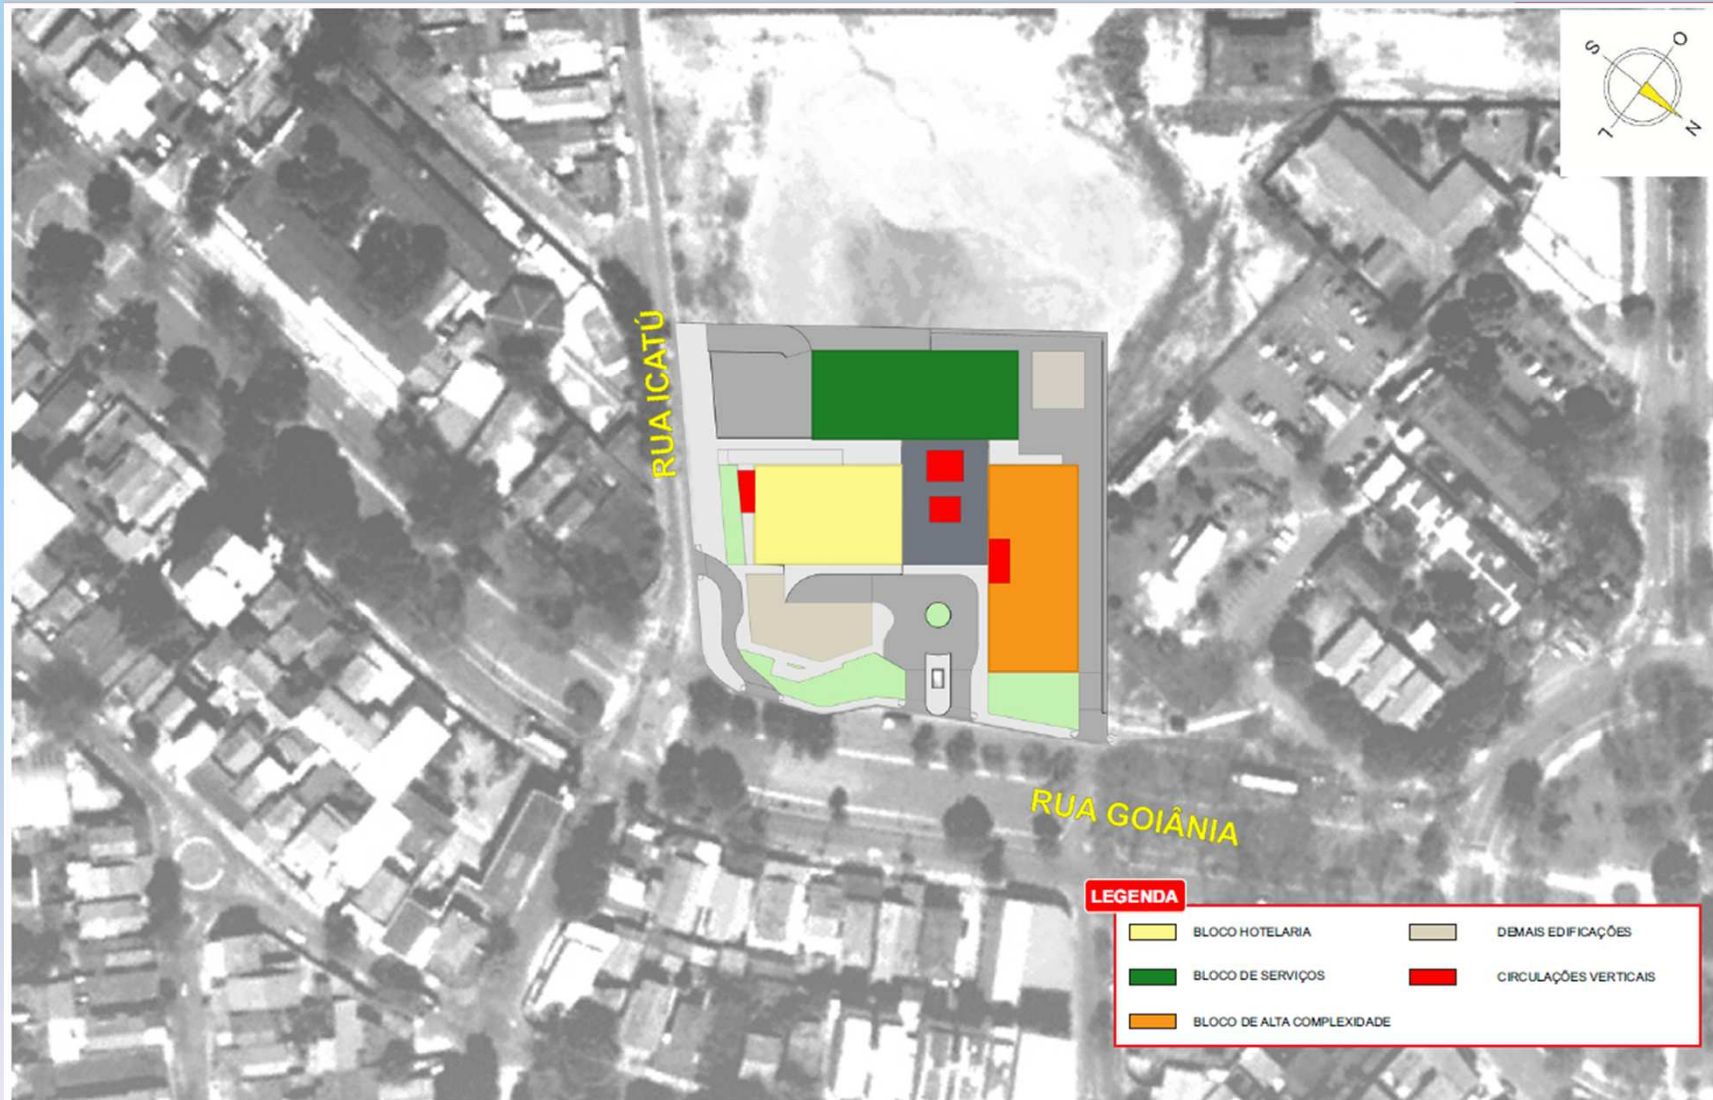 S
O
L
N
RUA ICATÚ
RUA GOIÂNIA
LEGENDA
BLOCO HOTELARIA
BLOCO DE SERVIÇOS
BLOCO DE ALTA COMPLEXIDADE
DEMAIS EDIFICAÇÕES
CIRCULAÇÕES VERTICAIS